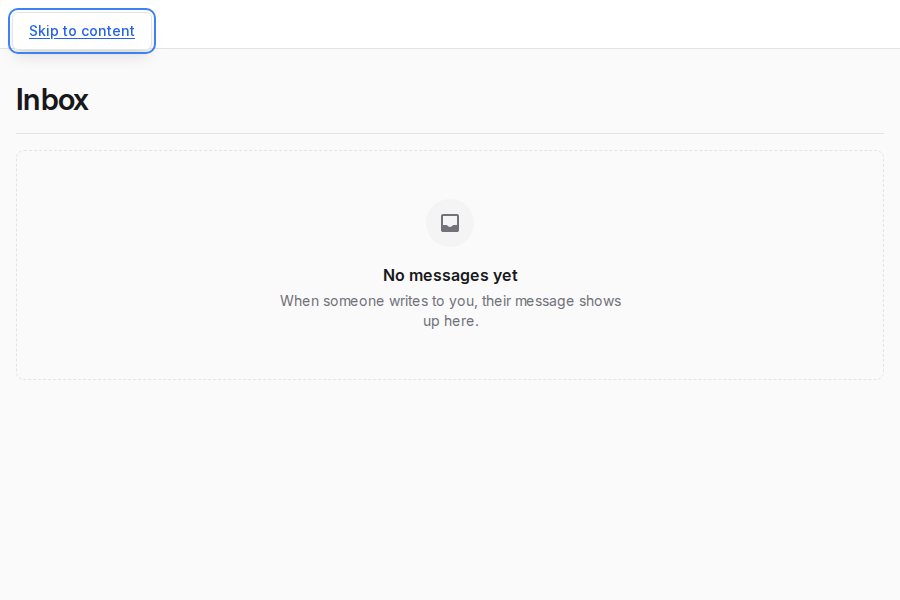 Skip to content
Inbox
No messages yet
When someone writes to you, their message shows
up here.